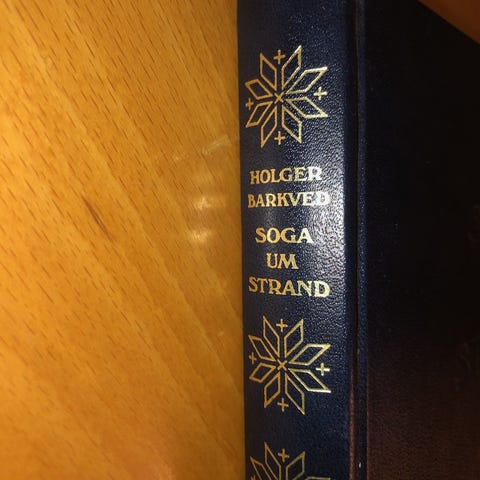 HOLGER
BARKVED
SOGA
UM
STRAND